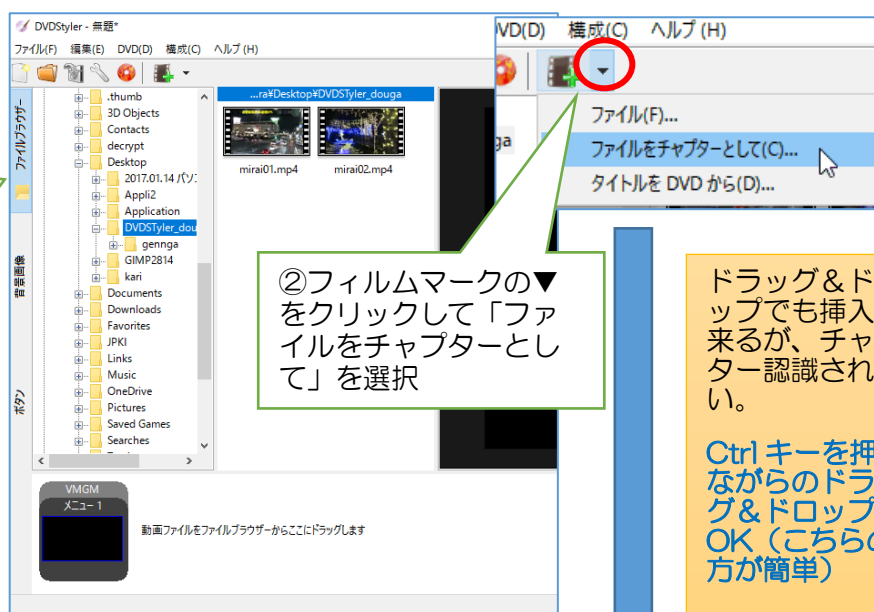 DVDStyler - 無題*
ファイル(F) 編集(E) DVD(D) 構成(C) ヘルプ (H)
ファイルブラウザー
背景画像
ボタン
.thumb
3D Objects
Contacts
decrypt
Desktop
2017.01.14 パソ
Appli2
Application
DVDSTyler_dou
gennga
GIMP2814
kari
Documents
Downloads
Favorites
JPKI
Links
Music
OneDrive
Pictures
Saved Games
Searches
...ra¥Desktop¥DVDSTyler_douga
mirai01.mp4 mirai02.mp4
VMGM
メニュー 1
動画ファイルをファイルブラウザーからここにドラッグします
VD(D) 構成(C) ヘルプ (H)
ga
ファイル(F)...
ファイルをチャプターとして(C)...
タイトルを DVD から(D)...
②フィルムマークの▼
をクリックして「ファ
イルをチャプターとし
て」を選択
ドラッグ&ド
ップでも挿入
来るが、チャ
ター認識され
い。
Ctrl キーを押
ながらのドラ
グ&ドロップ
OK（こちらの
方が簡単）